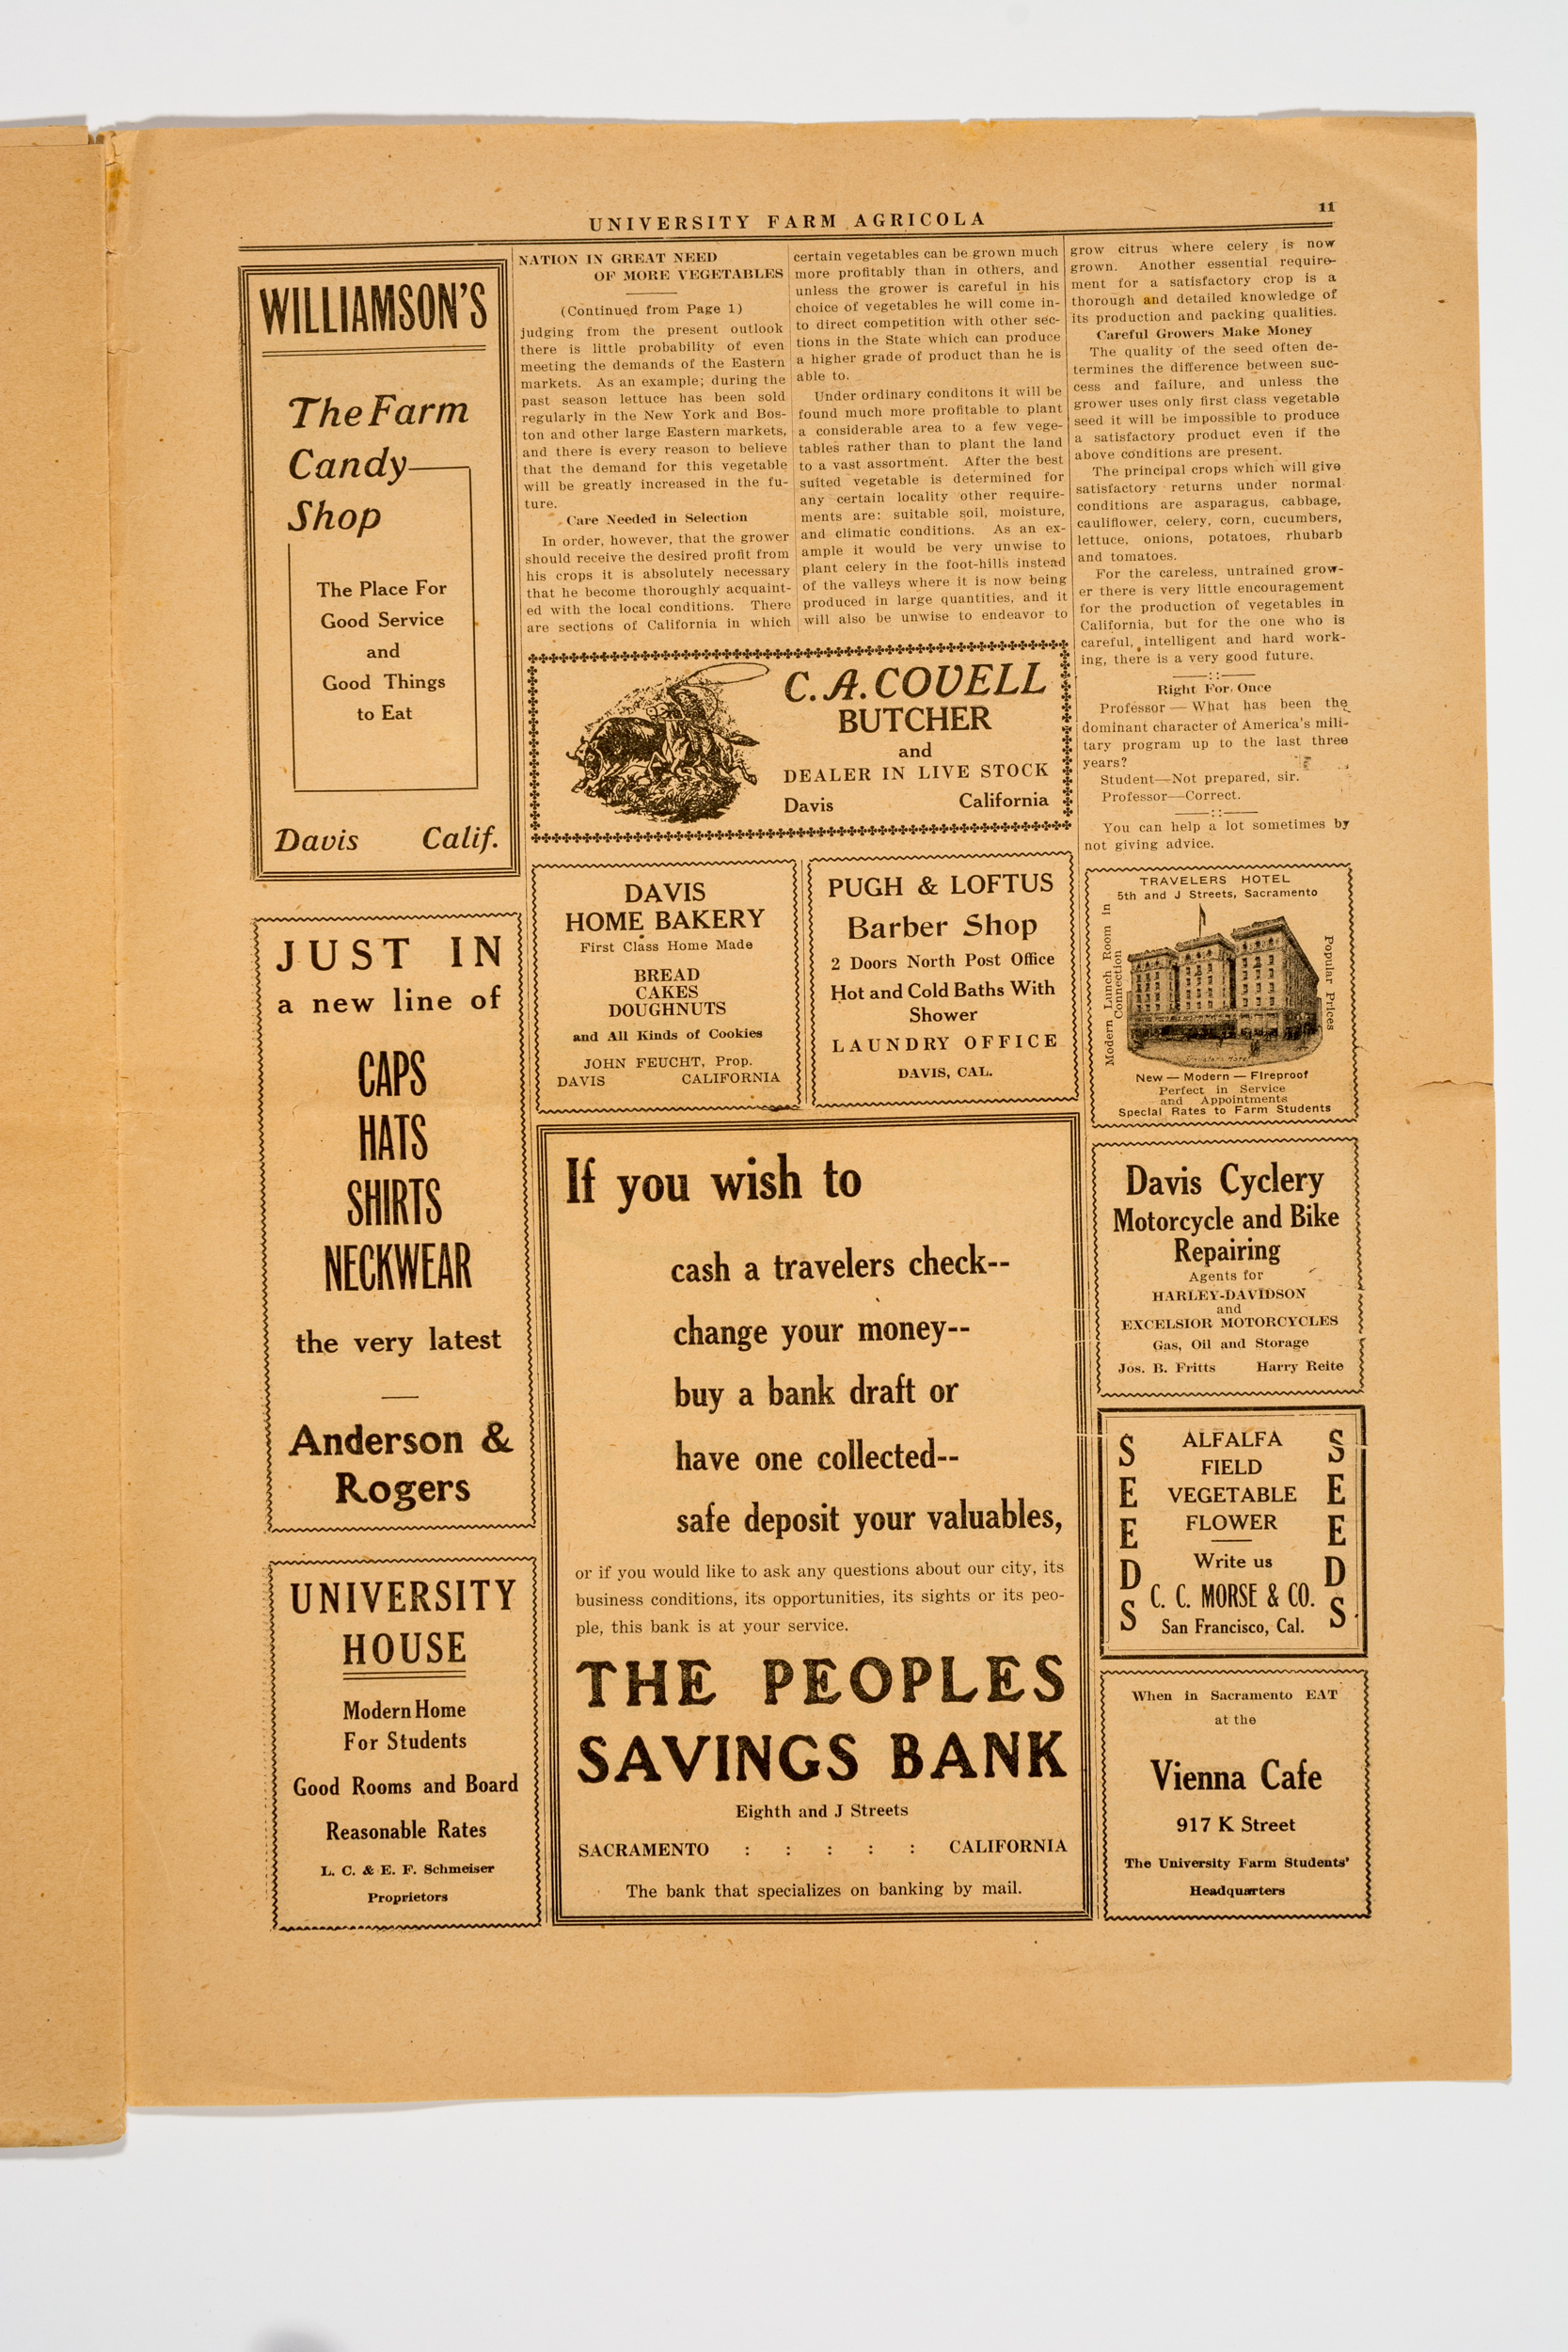 UNIVERSITY FARM AGRICOLA
11
WILLIAMSON'S
The Farm
Candy
Shop
The Place For
Good Service
and
Good Things
to Eat
Davis Calif.
JUST IN
a new line of
CAPS
HATS
SHIRTS
NECKWEAR
the very latest
Anderson &
Rogers
UNIVERSITY
HOUSE
Modern Home
For Students
Good Rooms and Board
Reasonable Rates
L. C. & E. F. Schmeiser
Proprietors
NATION IN GREAT NEED
OF MORE VEGETABLES
(Continued from Page 1)
judging from the present outlook
there is little probability of even
meeting the demands of the Eastern
markets. As an example; during the
past season lettuce has been sold
regularly in the New York and Bos-
ton and other large Eastern markets,
and there is every reason to believe
that the demand for this vegetable
will be greatly increased in the fu-
ture.
Care Needed in Selection
In order, however, that the grower
should receive the desired profit from
his crops it is absolutely necessary
that he become thoroughly acquaint-
ed with the local conditions. There
are sections of California in which
certain vegetables can be grown much
more profitably than in others, and
unless the grower is careful in his
choice of vegetables he will come in-
to direct competition with other sec-
tions in the State which can produce
a higher grade of product than he is
able to.
Under ordinary conditons it will be
found much more profitable to plant
a considerable area to a few vege-
tables rather than to plant the land
to a vast assortment. After the best
suited vegetable is determined for
any certain locality other require-
ments are: suitable soil, moisture,
and climatic conditions. As an ex-
ample it would be very unwise to
plant celery in the foot-hills instead
of the valleys where it is now being
produced in large quantities, and it
will also be unwise to endeavor to
grow citrus where celery is now
grown. Another essential require-
ment for a satisfactory crop is a
thorough and detailed knowledge of
its production and packing qualities.
Careful Growers Make Money
The quality of the seed often de-
termines the difference between suc-
cess and failure, and unless the
grower uses only first class vegetable
seed it will be impossible to produce
a satisfactory product even if the
above conditions are present.
The principal crops which will give
satisfactory returns under normal
conditions are asparagus, cabbage,
cauliflower, celery, corn, cucumbers,
lettuce, onions, potatoes, rhubarb
and tomatoes.
For the careless, untrained grow-
er there is very little encouragement
for the production of vegetables in
California, but for the one who is
careful, intelligent and hard work-
ing, there is a very good future.
Right For Once
Professor — What has been the
dominant character of America's mili-
tary program up to the last three
years?
Student—Not prepared, sir.
Professor—Correct.
You can help a lot sometimes by
not giving advice.
C. A. COVELL
BUTCHER
and
DEALER IN LIVE STOCK
Davis California
DAVIS
HOME BAKERY
First Class Home Made
BREAD
CAKES
DOUGHNUTS
and All Kinds of Cookies
JOHN FEUCHT, Prop.
DAVIS CALIFORNIA
PUGH & LOFTUS
Barber Shop
2 Doors North Post Office
Hot and Cold Baths With
Shower
LAUNDRY OFFICE
DAVIS, CAL.
TRAVELERS HOTEL
5th and J Streets, Sacramento
Modern Lunch Room in
Connection
Popular Prices
New — Modern — Fireproof
Perfect in Service
and Appointments
Special Rates to Farm Students
If you wish to
cash a travelers check--
change your money--
buy a bank draft or
have one collected--
safe deposit your valuables,
or if you would like to ask any questions about our city, its
business conditions, its opportunities, its sights or its peo-
ple, this bank is at your service.
THE PEOPLES
SAVINGS BANK
Eighth and J Streets
SACRAMENTO : : : : : CALIFORNIA
The bank that specializes on banking by mail.
Davis Cyclery
Motorcycle and Bike
Repairing
Agents for
HARLEY-DAVIDSON
and
EXCELSIOR MOTORCYCLES
Gas, Oil and Storage
Jos. B. Fritts Harry Reite
SEEDS
ALFALFA
FIELD
VEGETABLE
FLOWER
Write us
C. C. MORSE & CO.
San Francisco, Cal.
SEEDS
When in Sacramento EAT
at the
Vienna Cafe
917 K Street
The University Farm Students'
Headquarters